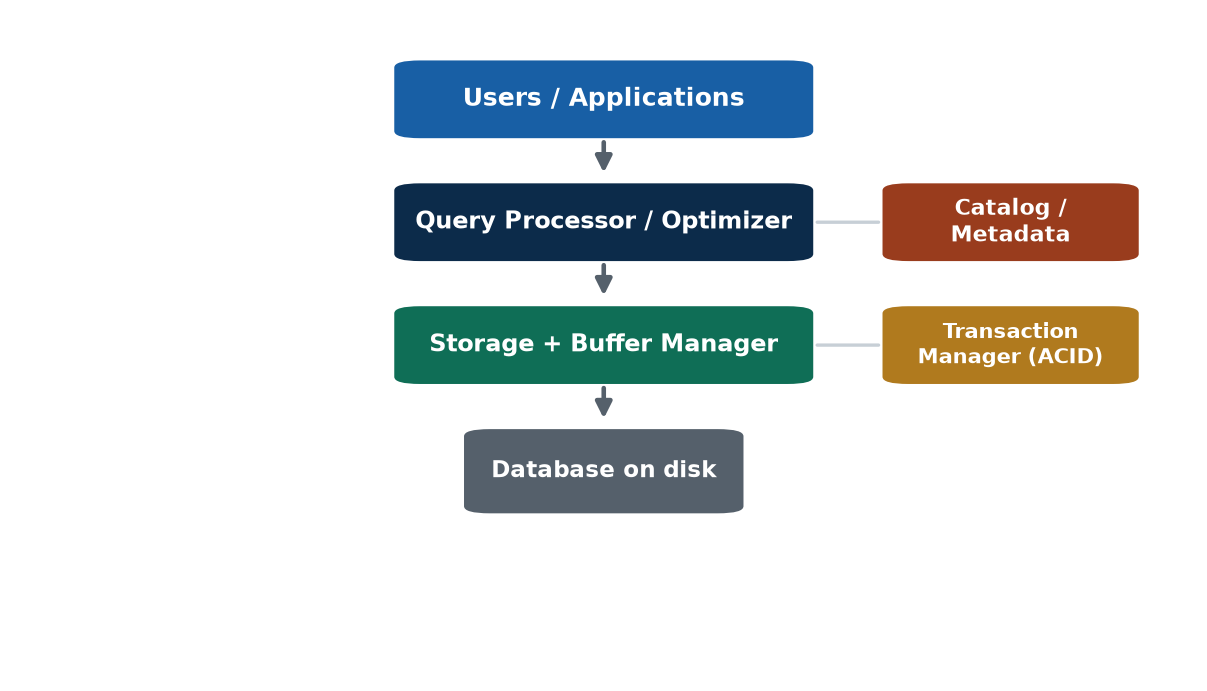 Users / Applications
Query Processor / Optimizer
Catalog /
Metadata
Storage + Buffer Manager
Transaction
Manager (ACID)
Database on disk